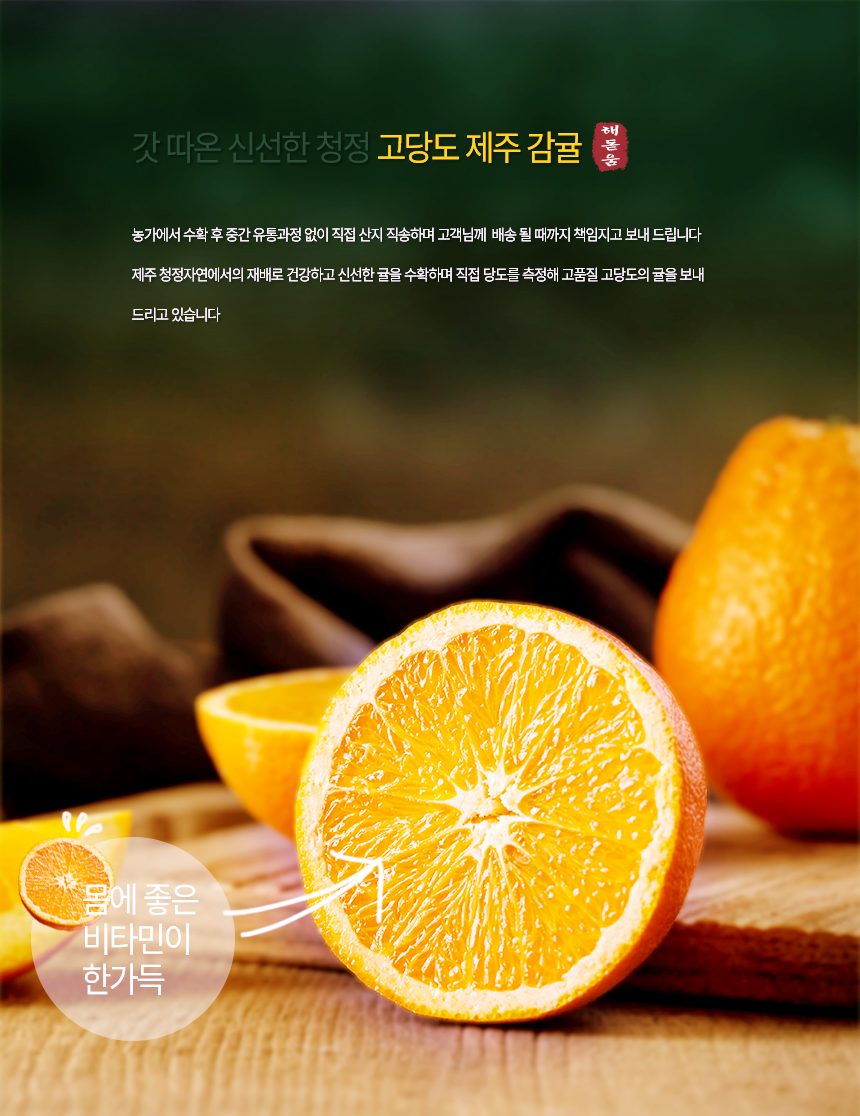 갓 따온 신선한 청정 고당도 제주 감귤
해돋움
농가에서 수확 후 중간 유통과정 없이 직접 산지 직송하며 고객님께 배송 될 때까지 책임지고 보내 드립니다
제주 청정자연에서의 재배로 건강하고 신선한 귤을 수확하며 직접 당도를 측정해 고품질 고당도의 귤을 보내
드리고 있습니다
몸에 좋은
비타민이
한가득